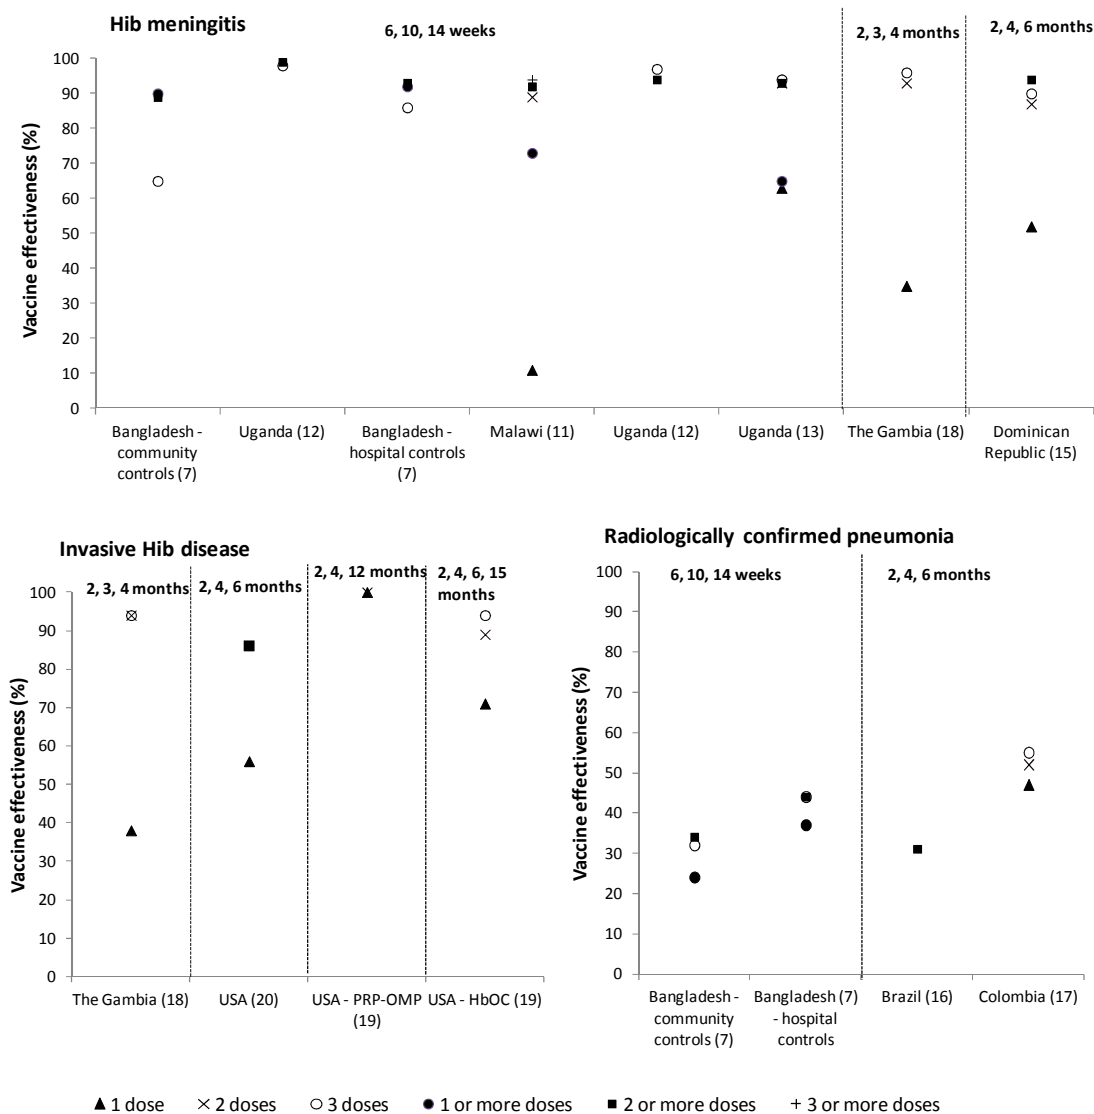 Hib meningitis
6, 10, 14 weeks
2, 3, 4 months
2, 4, 6 months
Vaccine effectiveness (%)
100
90
80
70
60
50
40
30
20
10
0
Bangladesh -
community
controls (7)
Uganda (12)
Bangladesh -
hospital controls
(7)
Malawi (11)
Uganda (12)
Uganda (13)
The Gambia (18)
Dominican
Republic (15)
Invasive Hib disease
2, 3, 4 months
2, 4, 6 months
2, 4, 12 months
2, 4, 6, 15
months
Vaccine effectiveness (%)
100
90
80
70
60
50
40
30
20
10
0
The Gambia (18)
USA (20)
USA - PRP-OMP
(19)
USA - HbOC (19)
Radiologically confirmed pneumonia
6, 10, 14 weeks
2, 4, 6 months
Vaccine effectiveness (%)
100
90
80
70
60
50
40
30
20
10
0
Bangladesh -
community
controls (7)
Bangladesh (7)
- hospital
controls
Brazil (16)
Colombia (17)
1 dose
2 doses
3 doses
1 or more doses
2 or more doses
3 or more doses